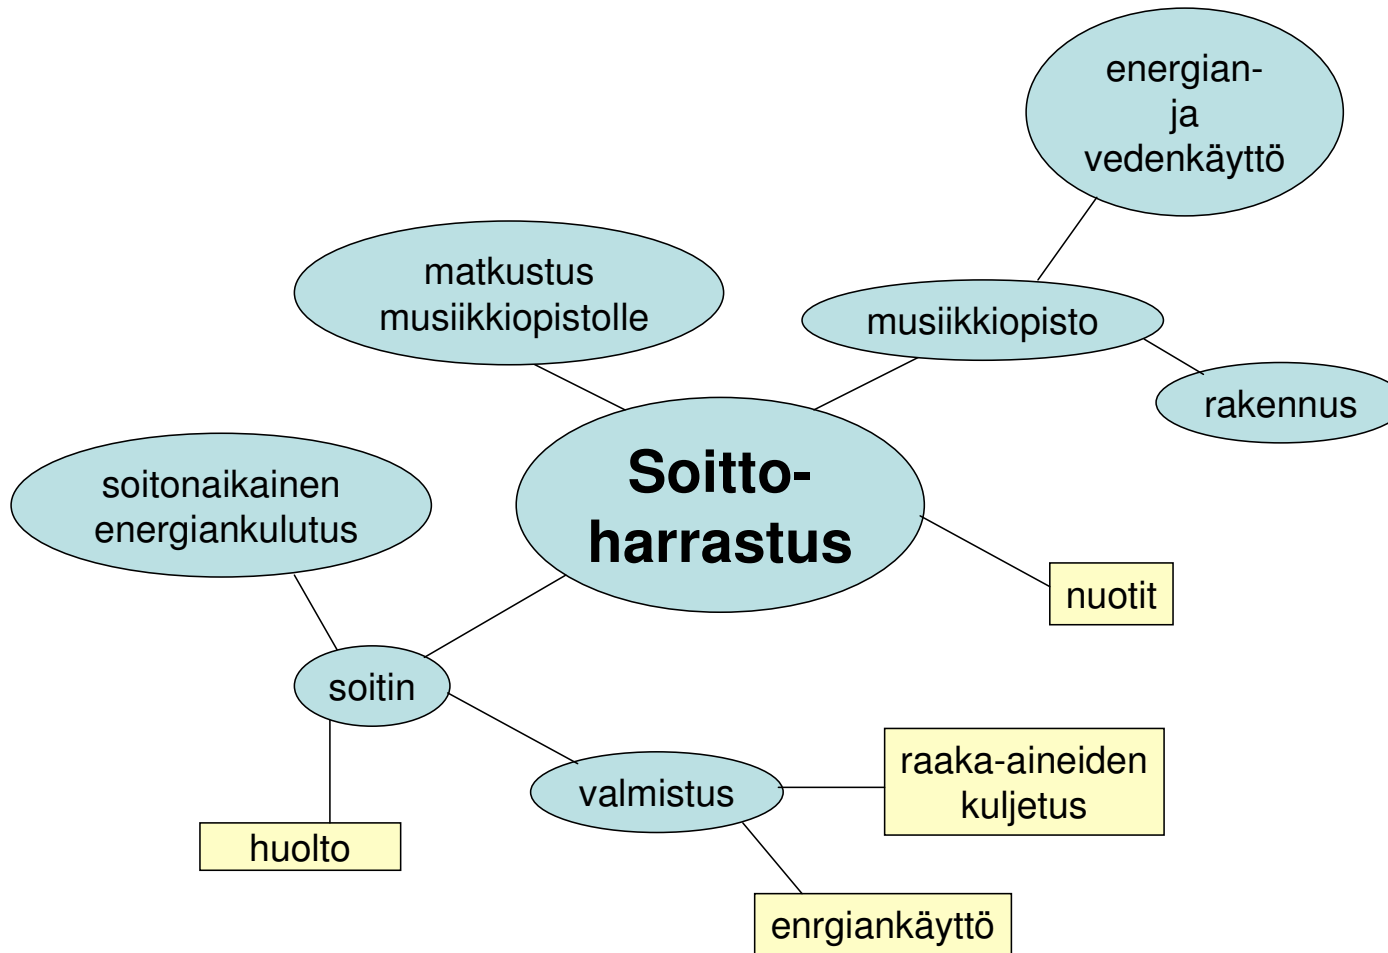 energian-
ja
vedenkäyttö
matkustus
musiikkiopistolle
musiikkiopisto
rakennus
soitonaikainen
energiankulutus
Soitto-
harrastus
nuotit
soitin
valmistus
raaka-aineiden
kuljetus
huolto
enrgiankäyttö